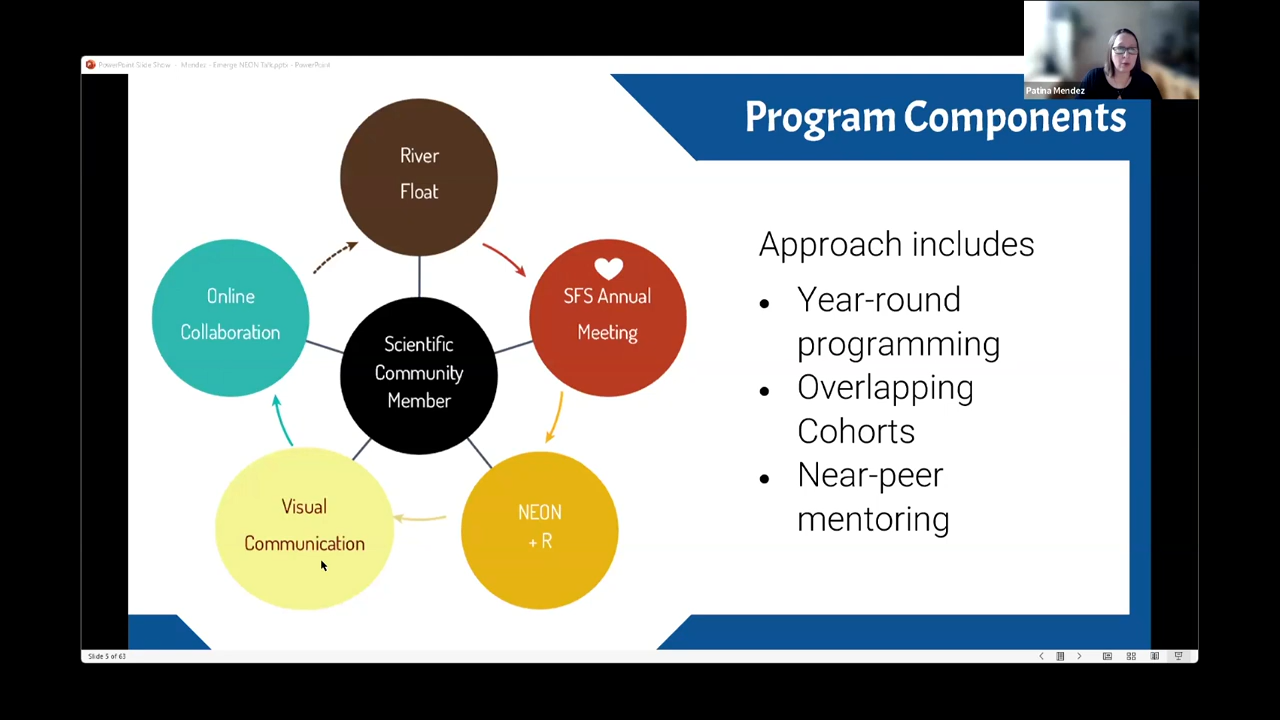 PowerPoint Slide Show - Mendez - Emerge NEON Talk.pptx - PowerPoint
Patina Mendez
Program Components
River
Float
Online
Collaboration
SFS Annual
Meeting
Scientific
Community
Member
Visual
Communication
NEON
+ R
Approach includes
• Year-round
programming
• Overlapping
Cohorts
• Near-peer
mentoring
Slide 5 of 63